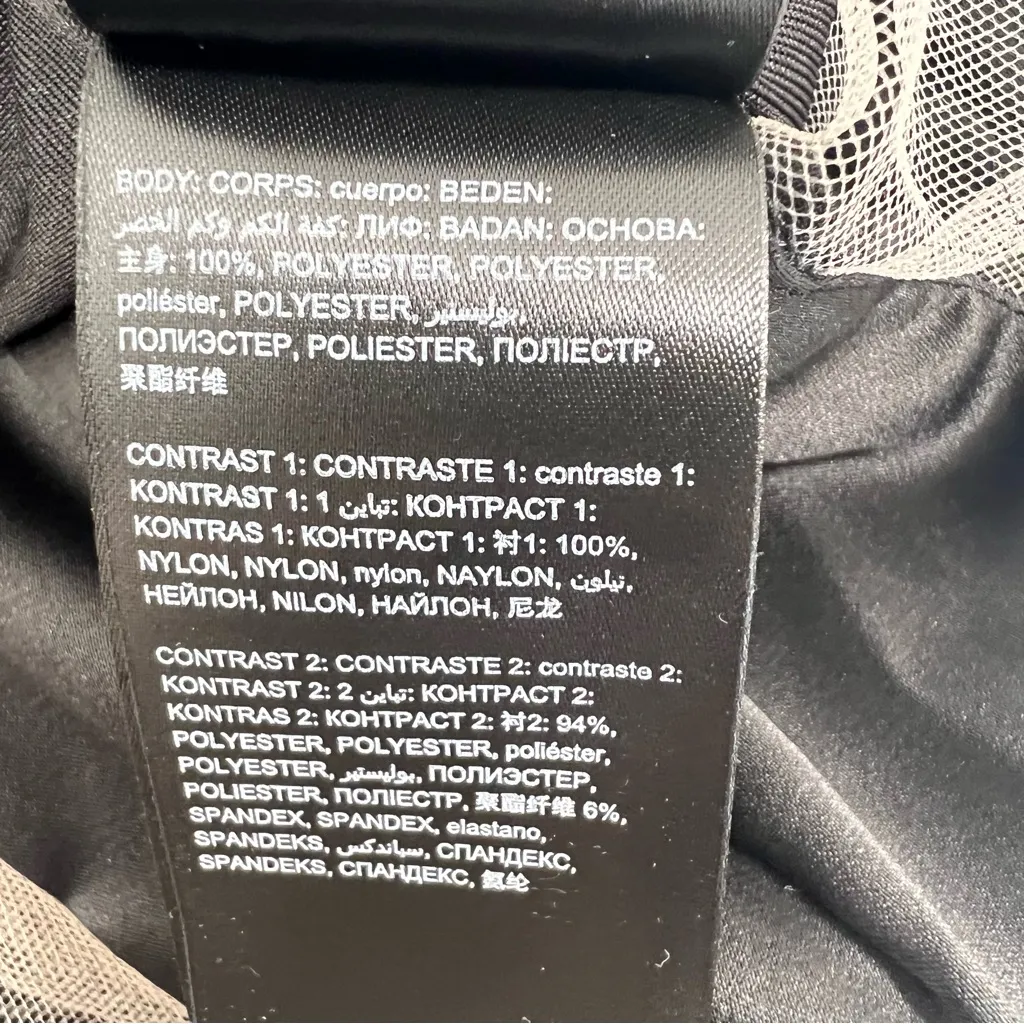 BODY: CORPS: cuerpo: BEDEN:
كفة الكم وكم الخصر: ЛИФ: BADAN: ОСНОВА:
主身: 100%, POLYESTER, POLYESTER,
poliéster, POLYESTER, بوليستير,
ПОЛИЭСТЕР, POLIESTER, ПОЛІЕСТР,
聚酯纤维
CONTRAST 1: CONTRASTE 1: contraste 1:
KONTRAST 1: 1 تباين: КОНТРАСТ 1:
KONTRAS 1: КОНТРАСТ 1: 衬1: 100%,
NYLON, NYLON, nylon, NAYLON, نيلون,
НЕЙЛОН, NILON, НАЙЛОН, 尼龙
CONTRAST 2: CONTRASTE 2: contraste 2:
KONTRAST 2: 2 تباين: КОНТРАСТ 2:
KONTRAS 2: КОНТРАСТ 2: 衬2: 94%,
POLYESTER, POLYESTER, poliéster,
POLYESTER, بوليستير, ПОЛИЭСТЕР,
POLIESTER, ПОЛІЕСТР, 聚酯纤维 6%,
SPANDEX, SPANDEX, elastano,
SPANDEKS, سباندكس, СПАНДЕКС,
SPANDEKS, СПАНДЕКС, 氨纶